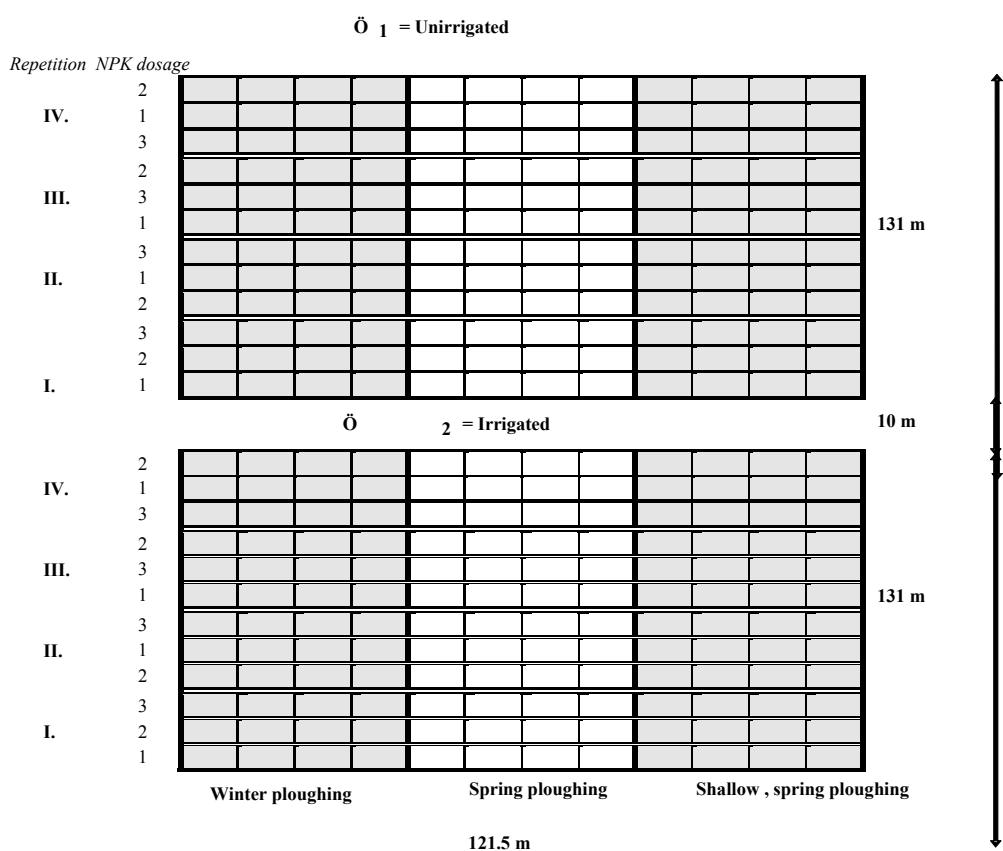 Ö 1 = Unirrigated
Repetition NPK dosage
2
IV. 1
3
2
III. 3
1 131 m
3
II. 1
2
3
2
I. 1
Ö 2 = Irrigated 10 m
2
IV. 1
3
2
III. 3
1 131 m
3
II. 1
2
3
I. 2
1
Winter ploughing Spring ploughing Shallow , spring ploughing
121.5 m